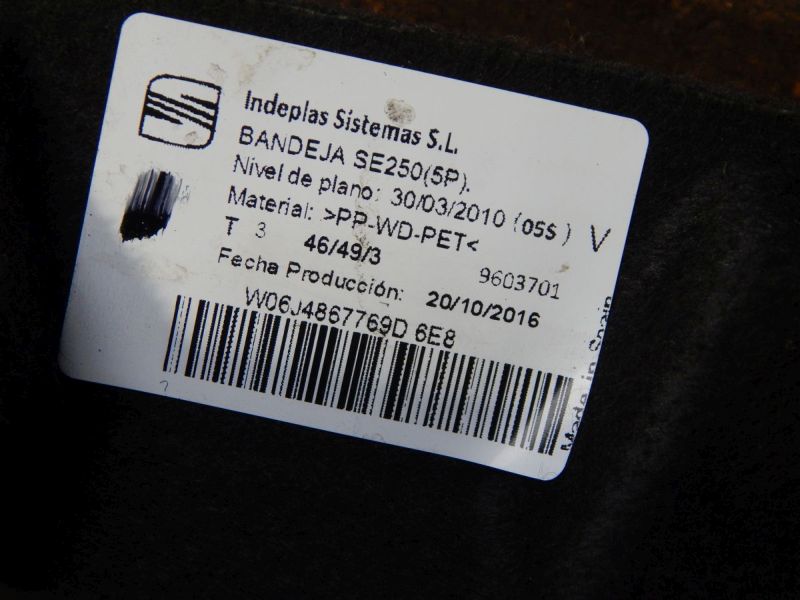 Indeplas Sistemas S.L.
BANDEJA SE250(5P).
Nivel de plano: 30/03/2010 (05S) V
Material: >PP-WD-PET<
T 3 46/49/3 9603701
Fecha Producción: 20/10/2016
W06J4867769D 6E8
Made in Spain